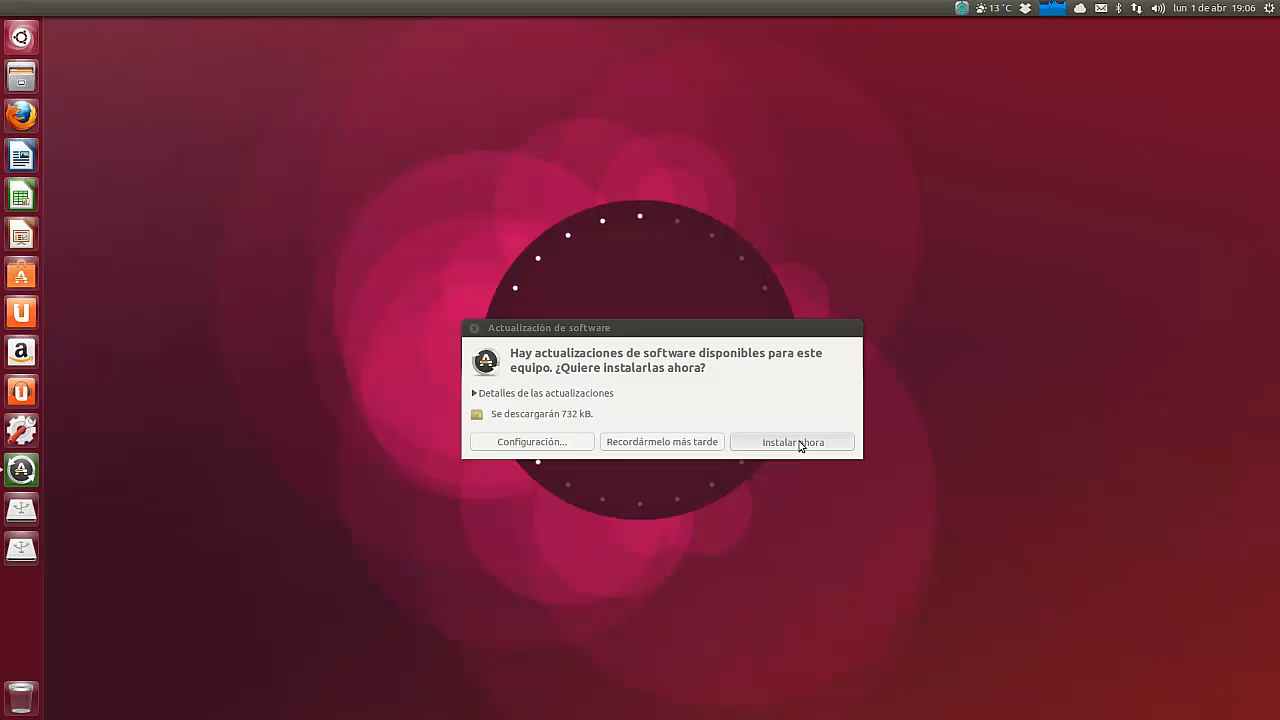 13 °C
lun 1 de abr 19:06
Actualización de software
Hay actualizaciones de software disponibles para este
equipo. ¿Quiere instalarlas ahora?
Detalles de las actualizaciones
Se descargarán 732 kB.
Configuración...
Recordármelo más tarde
Instalar ahora